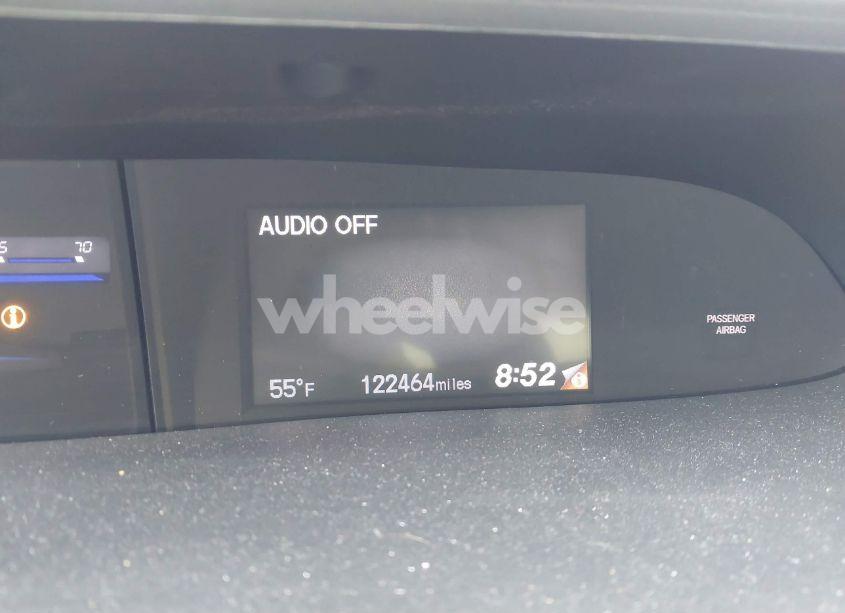 AUDIO OFF
70
wheelwise
PASSENGER
AIRBAG
55°F
122464miles
8:52